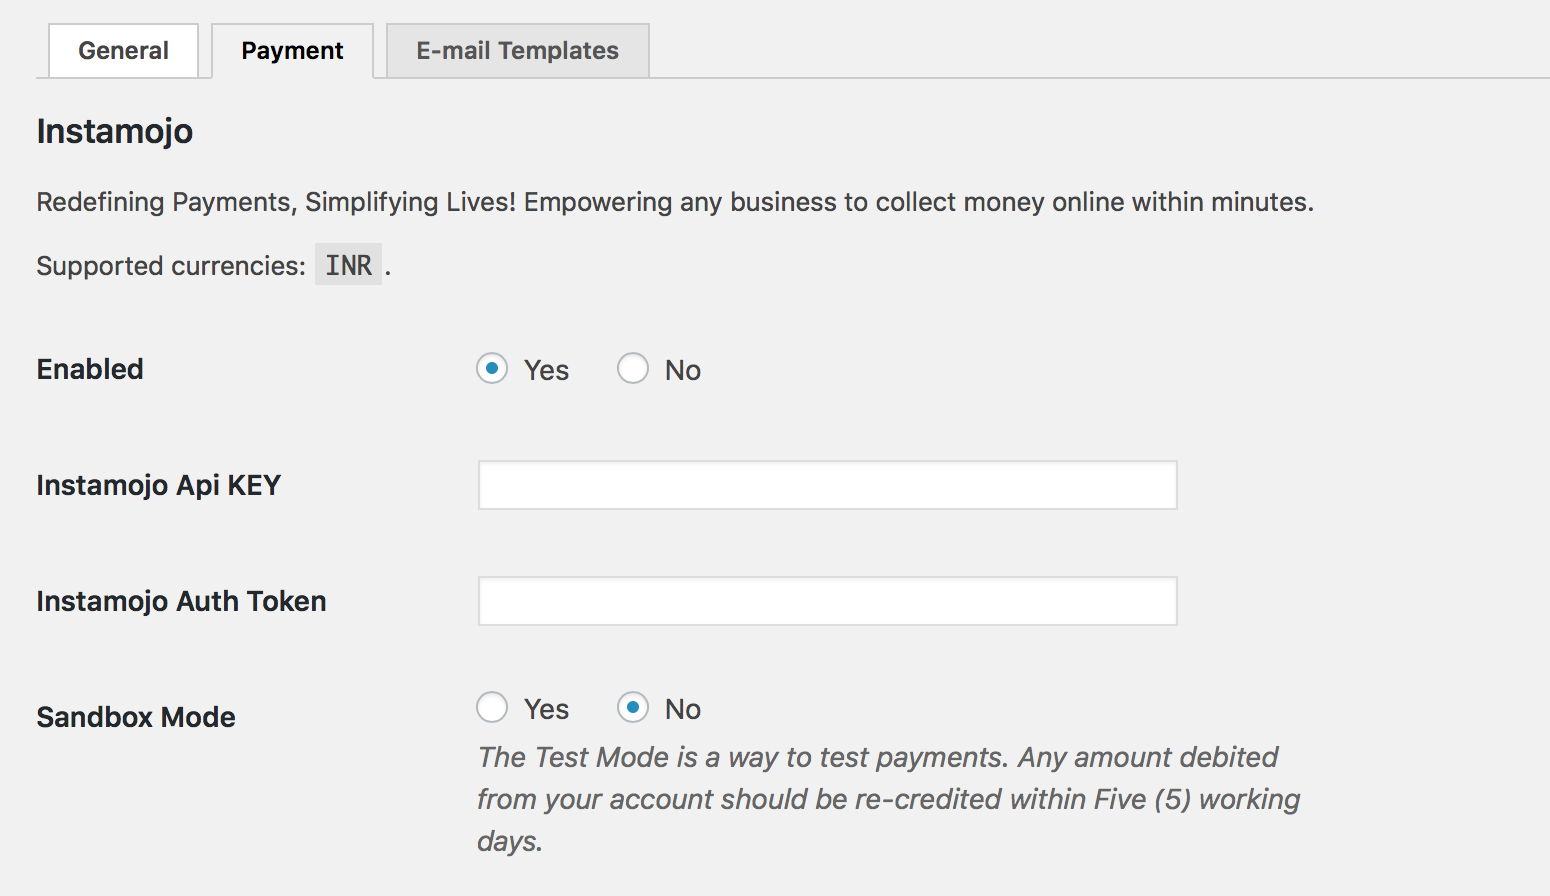 General Payment E-mail Templates
Instamojo
Redefining Payments, Simplifying Lives! Empowering any business to collect money online within minutes.
Supported currencies: INR .
Enabled Yes No
Instamojo Api KEY
Instamojo Auth Token
Sandbox Mode Yes No
The Test Mode is a way to test payments. Any amount debited
from your account should be re-credited within Five (5) working
days.